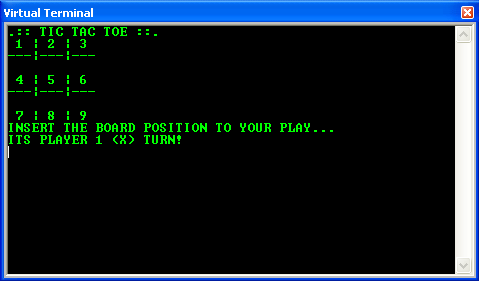 Virtual Terminal
.:: TIC TAC TOE ::.
1 ¦ 2 ¦ 3
---¦---¦---
4 ¦ 5 ¦ 6
---¦---¦---
7 ¦ 8 ¦ 9
INSERT THE BOARD POSITION TO YOUR PLAY...
ITS PLAYER 1 (X) TURN!